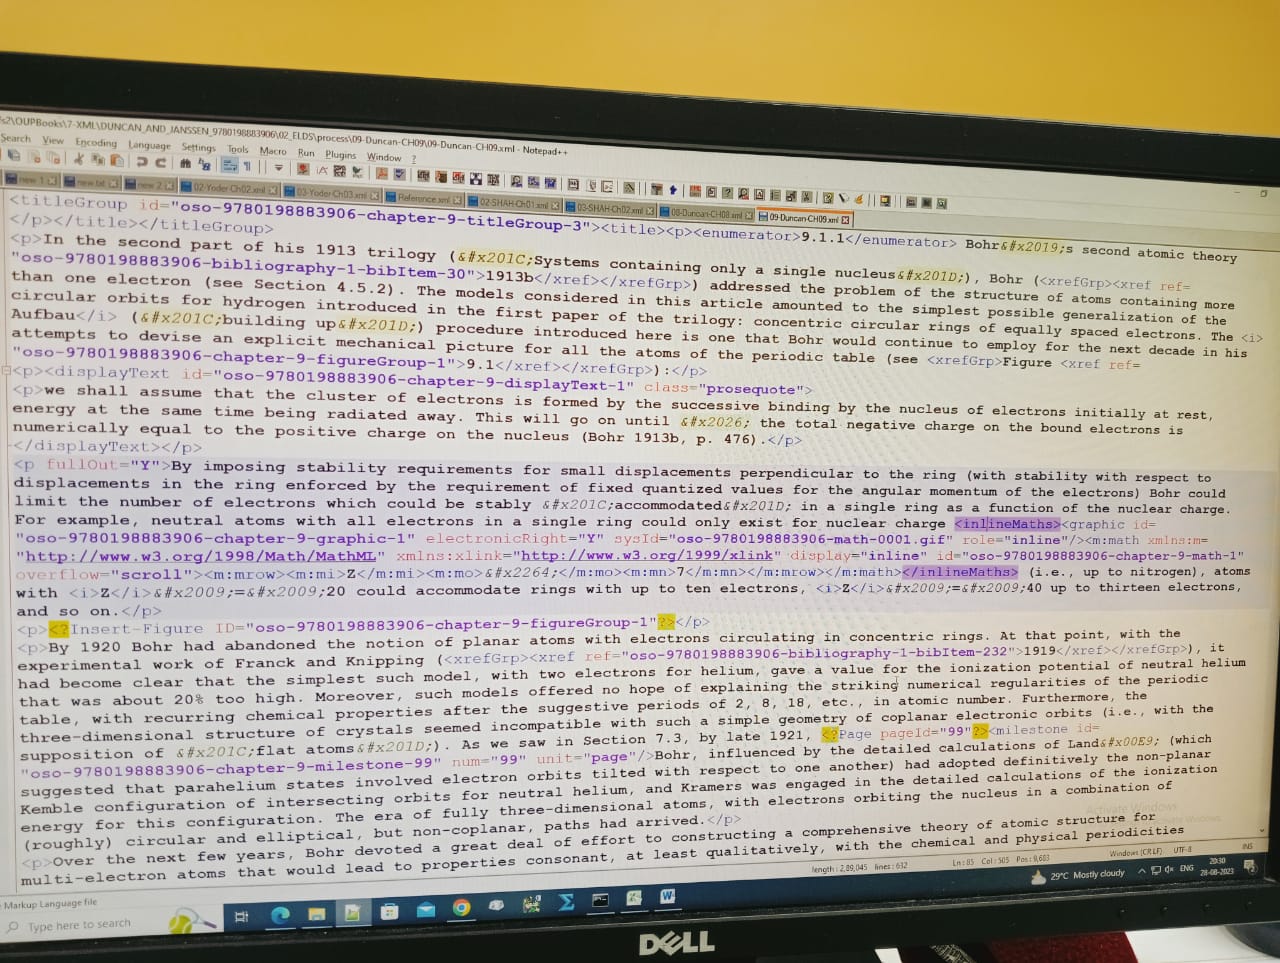 s2\OUPBooks\7-XML\DUNCAN_AND_JANSSEN_9780198883906\02_ELDS\process\09-Duncan-CH09\09-Duncan-CH09.xml - Notepad++
Search View Encoding Language Settings Tools Macro Run Plugins Window ?
new 1 new.txt new 2 02-Yoder-Ch02.xml 03-Yoder-Ch03.xml Reference.xml 02-SHAH-Ch01.xml 03-SHAH-Ch02.xml 08-Duncan-CH08.xml 09-Duncan-CH09.xml
<titleGroup id="oso-9780198883906-chapter-9-titleGroup-3"><title><p><enumerator>9.1.1</enumerator> Bohr&#x2019;s second atomic theory
</p></title></titleGroup>
<p>In the second part of his 1913 trilogy (&#x201C;Systems containing only a single nucleus&#x201D;), Bohr (<xrefGrp><xref ref=
"oso-9780198883906-bibliography-1-bibItem-30">1913b</xref></xrefGrp>) addressed the problem of the structure of atoms containing more
than one electron (see Section 4.5.2). The models considered in this article amounted to the simplest possible generalization of the
circular orbits for hydrogen introduced in the first paper of the trilogy: concentric circular rings of equally spaced electrons. The <i>
Aufbau</i> (&#x201C;building up&#x201D;) procedure introduced here is one that Bohr would continue to employ for the next decade in his
attempts to devise an explicit mechanical picture for all the atoms of the periodic table (see <xrefGrp>Figure <xref ref=
"oso-9780198883906-chapter-9-figureGroup-1">9.1</xref></xrefGrp>):</p>
<p><displayText id="oso-9780198883906-chapter-9-displayText-1" class="prosequote">
<p>we shall assume that the cluster of electrons is formed by the successive binding by the nucleus of electrons initially at rest,
energy at the same time being radiated away. This will go on until &#x2026; the total negative charge on the bound electrons is
numerically equal to the positive charge on the nucleus (Bohr 1913b, p. 476).</p>
</displayText></p>
<p fullOut="Y">By imposing stability requirements for small displacements perpendicular to the ring (with stability with respect to
displacements in the ring enforced by the requirement of fixed quantized values for the angular momentum of the electrons) Bohr could
limit the number of electrons which could be stably &#x201C;accommodated&#x201D; in a single ring as a function of the nuclear charge.
For example, neutral atoms with all electrons in a single ring could only exist for nuclear charge <inlineMaths><graphic id=
"oso-9780198883906-chapter-9-graphic-1" electronicRight="Y" sysId="oso-9780198883906-math-0001.gif" role="inline"/><m:math xmlns:m=
"http://www.w3.org/1998/Math/MathML" xmlns:xlink="http://www.w3.org/1999/xlink" display="inline" id="oso-9780198883906-chapter-9-math-1"
overflow="scroll"><m:mrow><m:mi>Z</m:mi><m:mo>&#x2264;</m:mo><m:mn>7</m:mn></m:mrow></m:math></inlineMaths> (i.e., up to nitrogen), atoms
with <i>Z</i>&#x2009;=&#x2009;20 could accommodate rings with up to ten electrons, <i>Z</i>&#x2009;=&#x2009;40 up to thirteen electrons,
and so on.</p>
<p><?Insert-Figure ID="oso-9780198883906-chapter-9-figureGroup-1"?></p>
<p>By 1920 Bohr had abandoned the notion of planar atoms with electrons circulating in concentric rings. At that point, with the
experimental work of Franck and Knipping (<xrefGrp><xref ref="oso-9780198883906-bibliography-1-bibItem-232">1919</xref></xrefGrp>), it
had become clear that the simplest such model, with two electrons for helium, gave a value for the ionization potential of neutral helium
that was about 20% too high. Moreover, such models offered no hope of explaining the striking numerical regularities of the periodic
table, with recurring chemical properties after the suggestive periods of 2, 8, 18, etc., in atomic number. Furthermore, the
three-dimensional structure of crystals seemed incompatible with such a simple geometry of coplanar electronic orbits (i.e., with the
supposition of &#x201C;flat atoms&#x201D;). As we saw in Section 7.3, by late 1921, <?Page pageId="99"?><milestone id=
"oso-9780198883906-chapter-9-milestone-99" num="99" unit="page"/>Bohr, influenced by the detailed calculations of Land&#x00E9; (which
suggested that parahelium states involved electron orbits tilted with respect to one another) had adopted definitively the non-planar
Kemble configuration of intersecting orbits for neutral helium, and Kramers was engaged in the detailed calculations of the ionization
energy for this configuration. The era of fully three-dimensional atoms, with electrons orbiting the nucleus in a combination of
(roughly) circular and elliptical, but non-coplanar, paths had arrived.</p>
<p>Over the next few years, Bohr devoted a great deal of effort to constructing a comprehensive theory of atomic structure for
multi-electron atoms that would lead to properties consonant, at least qualitatively, with the chemical and physical periodicities
Activate Windows
Markup Language file length : 2,89,045 lines : 632 Ln : 85 Col : 505 Pos : 9,603 Windows (CR LF) UTF-8 INS
Type here to search 29°C Mostly cloudy ENG 20:30
28-08-2023
DELL